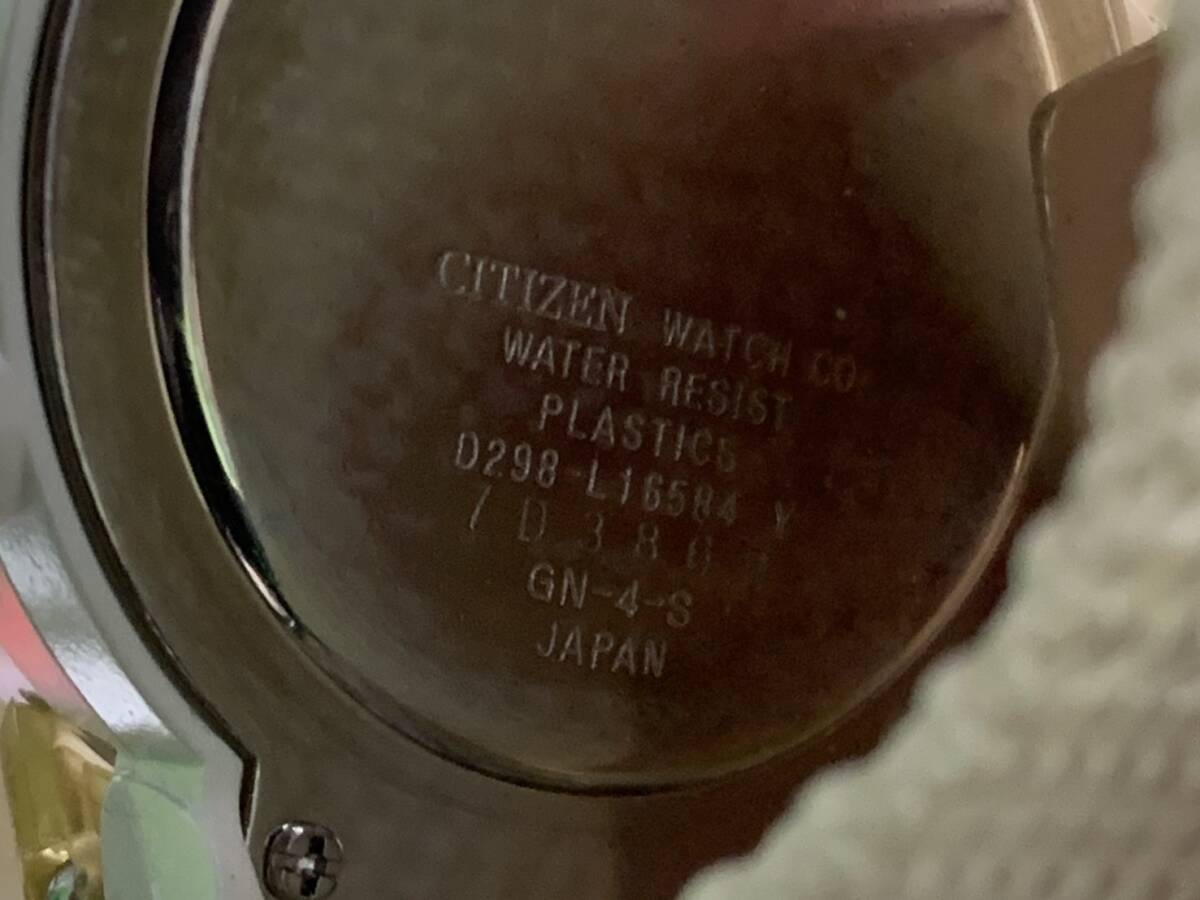 CITIZEN WATCH CO
WATER RESIST
PLASTICS
D298-L16584 Y
GN-4-S
JAPAN